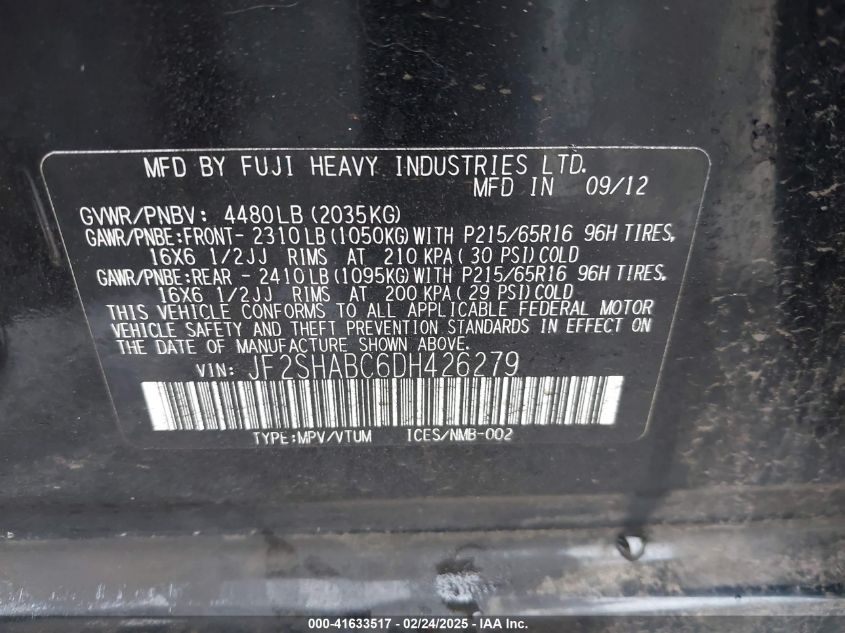 MFD BY FUJI HEAVY INDUSTRIES LTD.
MFD IN 09/12
GVWR/PNBV: 4480LB(2035KG)
GAWR/PNBE:FRONT- 2310LB(1050KG)WITH P215/65R16 96H TIRES,
16X6 1/2JJ RIMS AT 210 KPA(30 PSI)COLD
GAWR/PNBE:REAR - 2410LB(1095KG)WITH P215/65R16 96H TIRES,
16X6 1/2JJ RIMS AT 200 KPA(29 PSI)COLD
THIS VEHICLE CONFORMS TO ALL APPLICABLE FEDERAL MOTOR
VEHICLE SAFETY AND THEFT PREVENTION STANDARDS IN EFFECT ON
THE DATE OF MANUFACTURE SHOWN ABOVE.
VIN: JF2SHABC6DH426279
TYPE:MPV/VTUM ICES/NMB-002
000-41633517 - 02/24/2025 - IAA Inc.